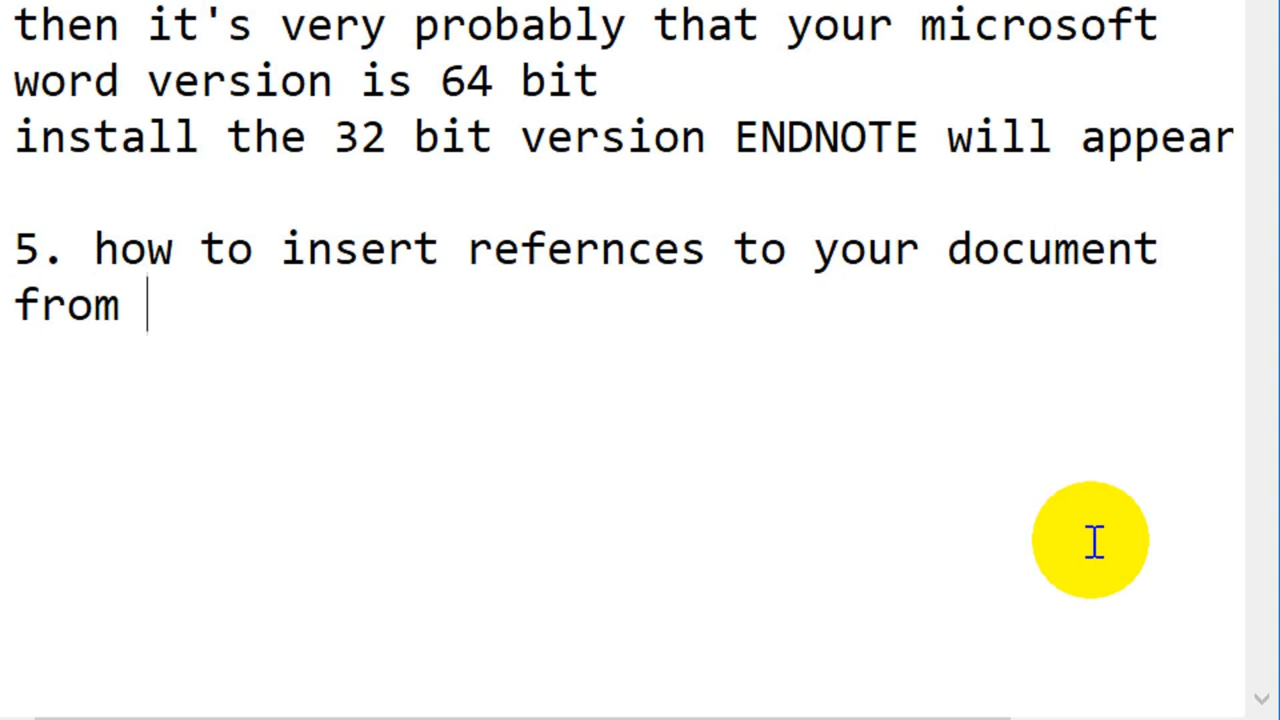 then it's very probably that your microsoft
word version is 64 bit
install the 32 bit version ENDNOTE will appear
5. how to insert refernces to your document
from